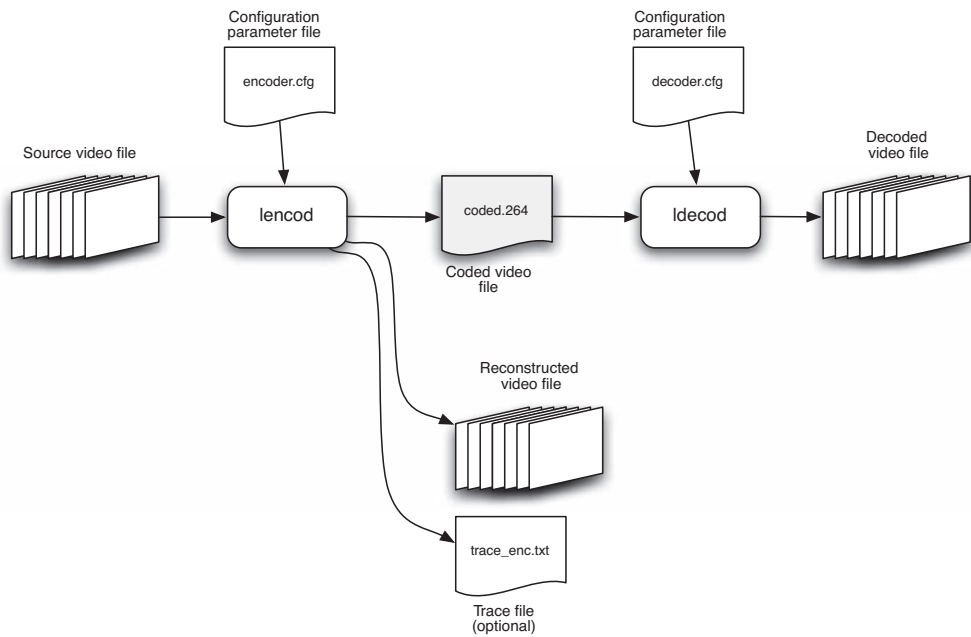 Configuration
parameter file
encoder.cfg
Configuration
parameter file
decoder.cfg
Source video file
Decoded
video file
lencod
coded.264
ldecod
Coded video
file
Reconstructed
video file
trace_enc.txt
Trace file
(optional)